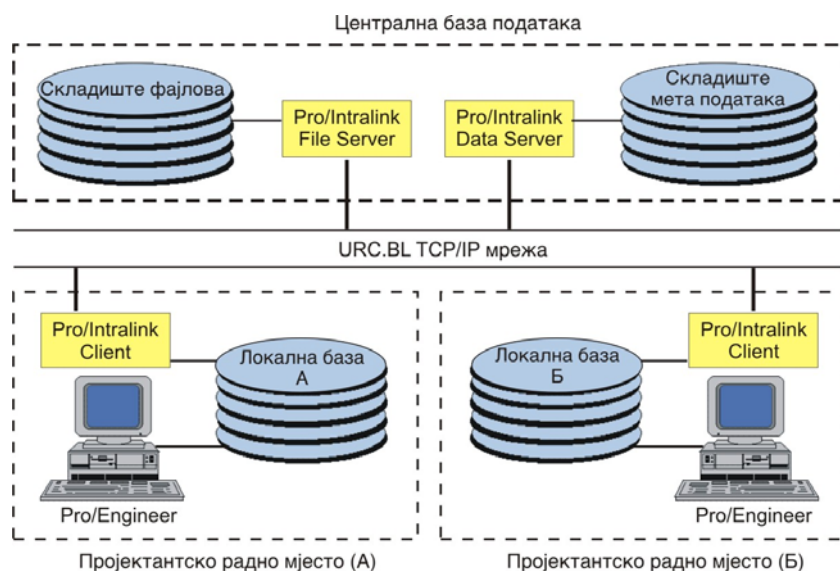 Централна база података
Складиште фајлова
Pro/Intralink
File Server
Pro/Intralink
Data Server
Складиште
мета података
URC.BL TCP/IP мрежа
Pro/Intralink
Client
Локална база
А
Pro/Engineer
Пројектантско радно мјесто (А)
Локална база
Б
Pro/Intralink
Client
Pro/Engineer
Пројектантско радно мјесто (Б)